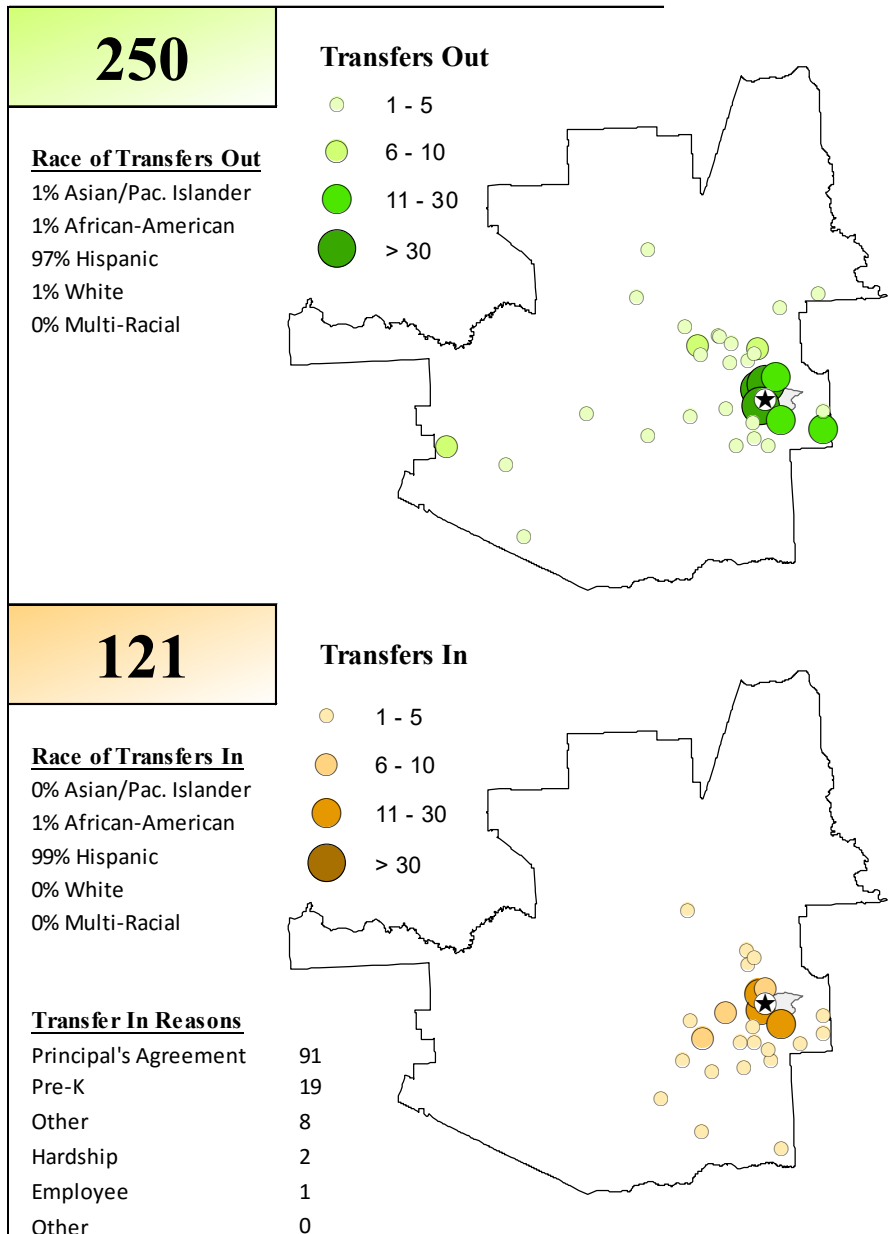 250
Race of Transfers Out
1% Asian/Pac. Islander
1% African-American
97% Hispanic
1% White
0% Multi-Racial
Transfers Out
1 - 5
6 - 10
11 - 30
> 30
121
Race of Transfers In
0% Asian/Pac. Islander
1% African-American
99% Hispanic
0% White
0% Multi-Racial
Transfer In Reasons
Principal's Agreement 91
Pre-K 19
Other 8
Hardship 2
Employee 1
Other 0
Transfers In
1 - 5
6 - 10
11 - 30
> 30